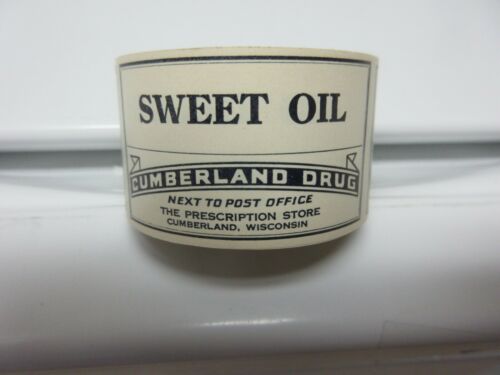 SWEET OIL
CUMBERLAND DRUG
NEXT TO POST OFFICE
THE PRESCRIPTION STORE
CUMBERLAND, WISCONSIN